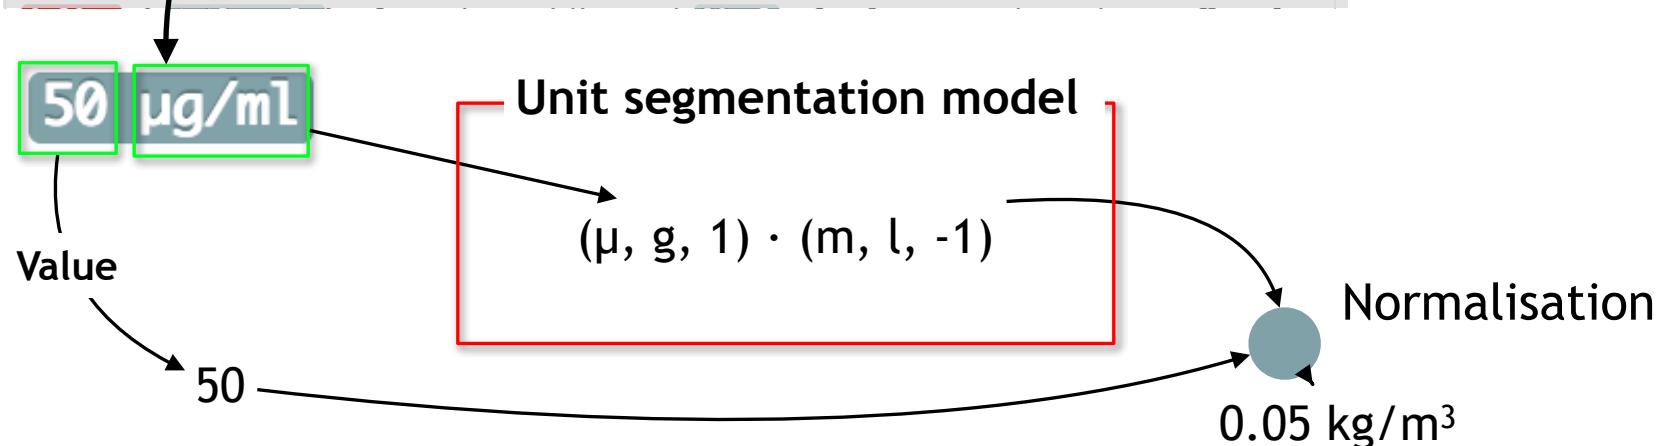 50 µg/ml
Unit segmentation model
(µ, g, 1) · (m, l, -1)
Value
Normalisation
50
0.05 kg/m³